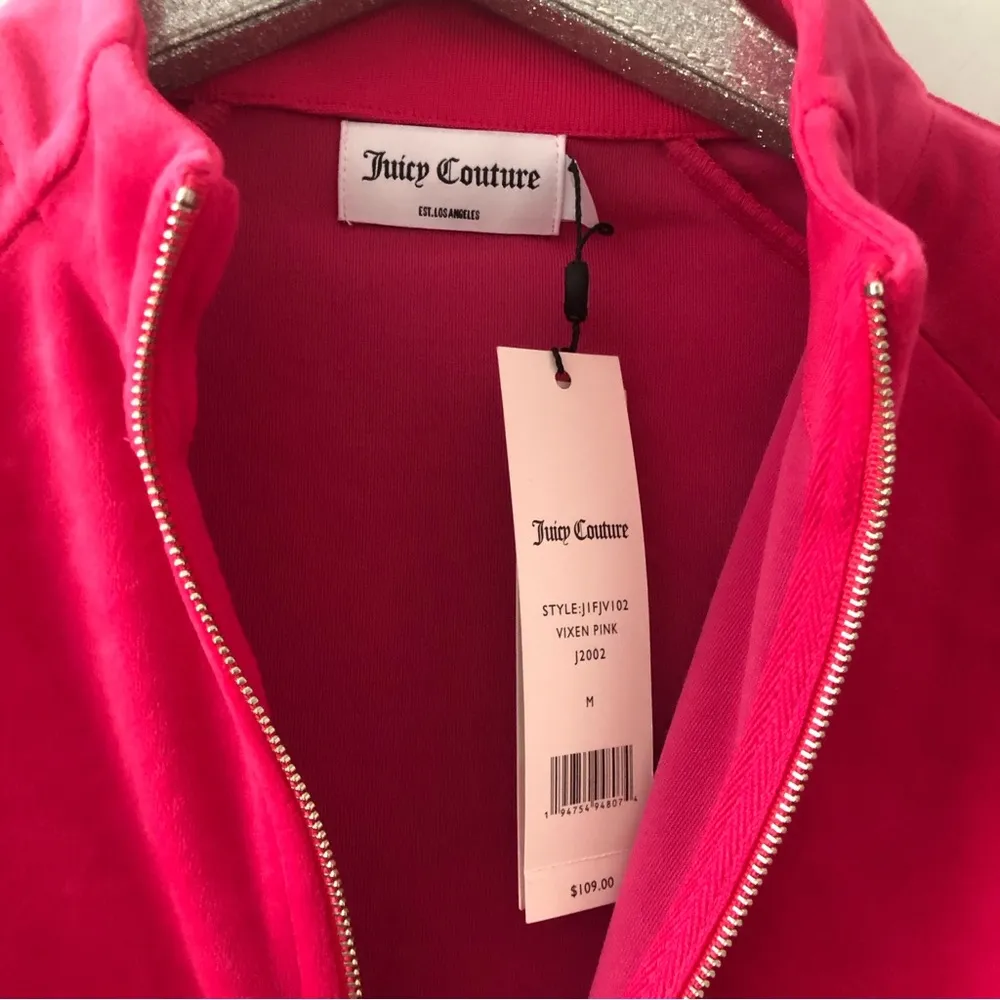 Juicy Couture
EST.LOS ANGELES
Juicy Couture
STYLE:J1FJV102
VIXEN PINK
J2002
M
1 94754 94807 4
$109.00